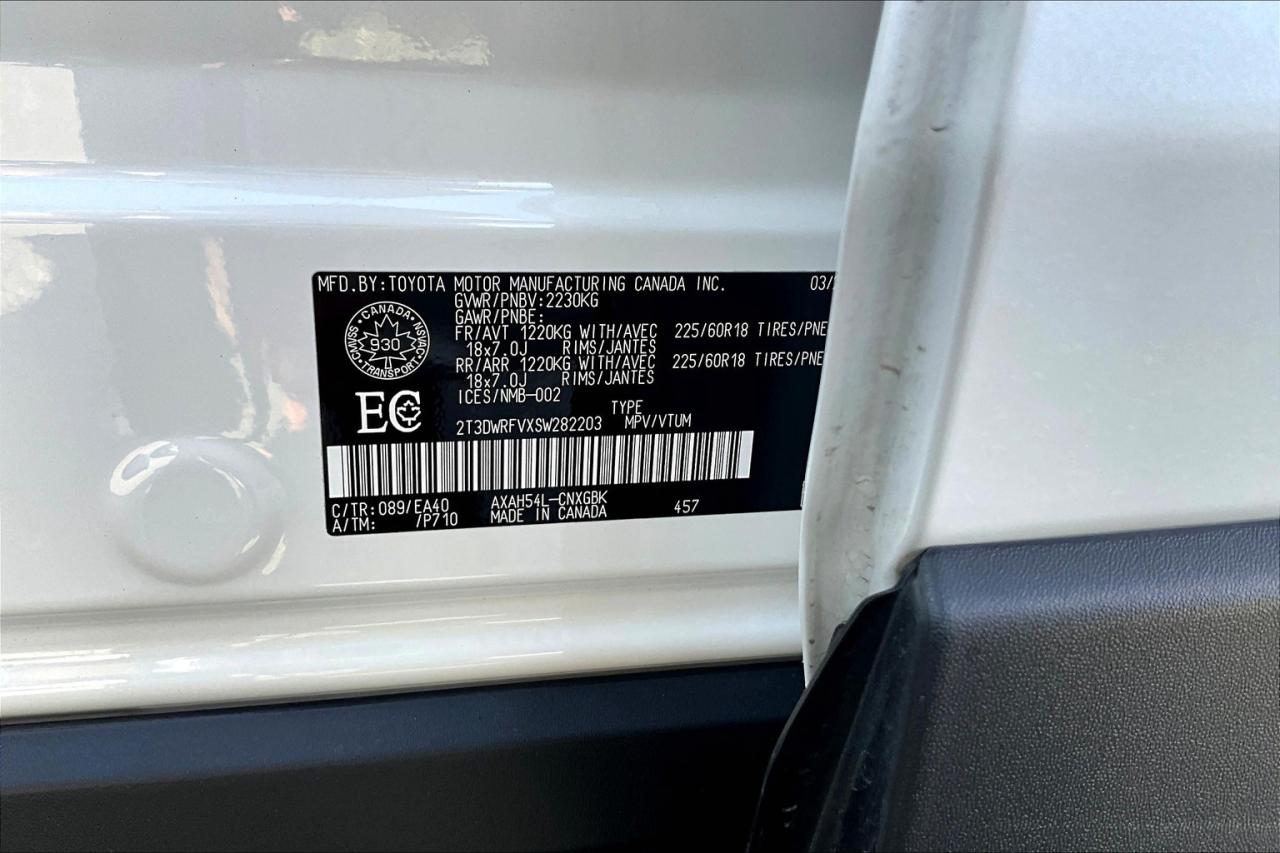 MFD.BY:TOYOTA MOTOR MANUFACTURING CANADA INC. 03/
GVWR/PNBV:2230KG
GAWR/PNBE:
FR/AVT 1220KG WITH/AVEC 225/60R18 TIRES/PNE
18x7.0J RIMS/JANTES
RR/ARR 1220KG WITH/AVEC 225/60R18 TIRES/PNE
18x7.0J RIMS/JANTES
ICES/NMB-002
CANADA
CMVSS NSVAC
930
TRANSPORT
EC
TYPE
2T3DWRFVXSW282203 MPV/VTUM
C/TR:089/EA40 AXAH54L-CNXGBK 457
A/TM: /P710 MADE IN CANADA